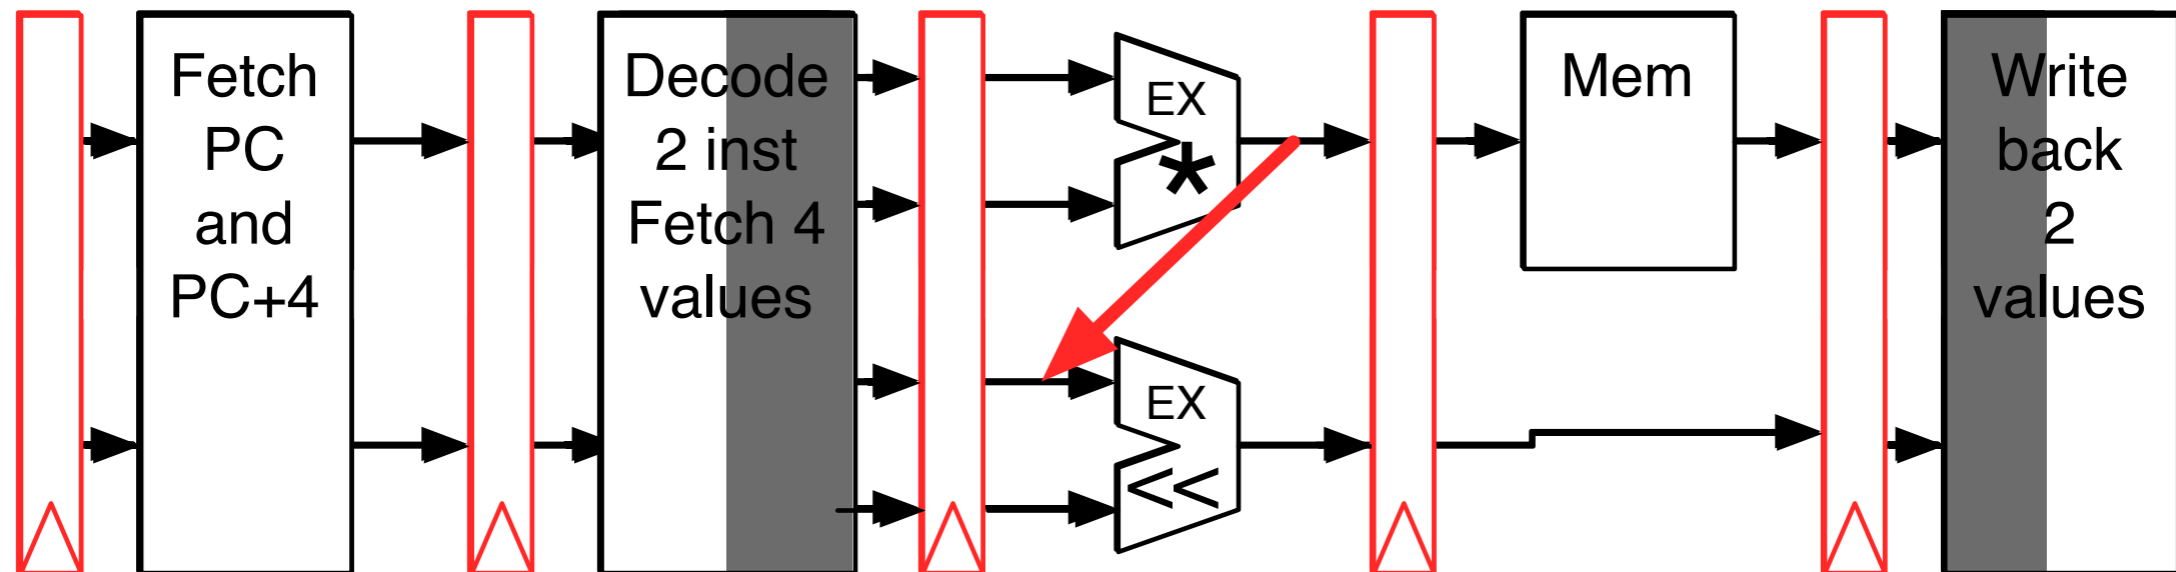 Fetch
PC
and
PC+4
Decode
2 inst
Fetch 4
values
EX
*
EX
<<
Mem
Write
back
2
values